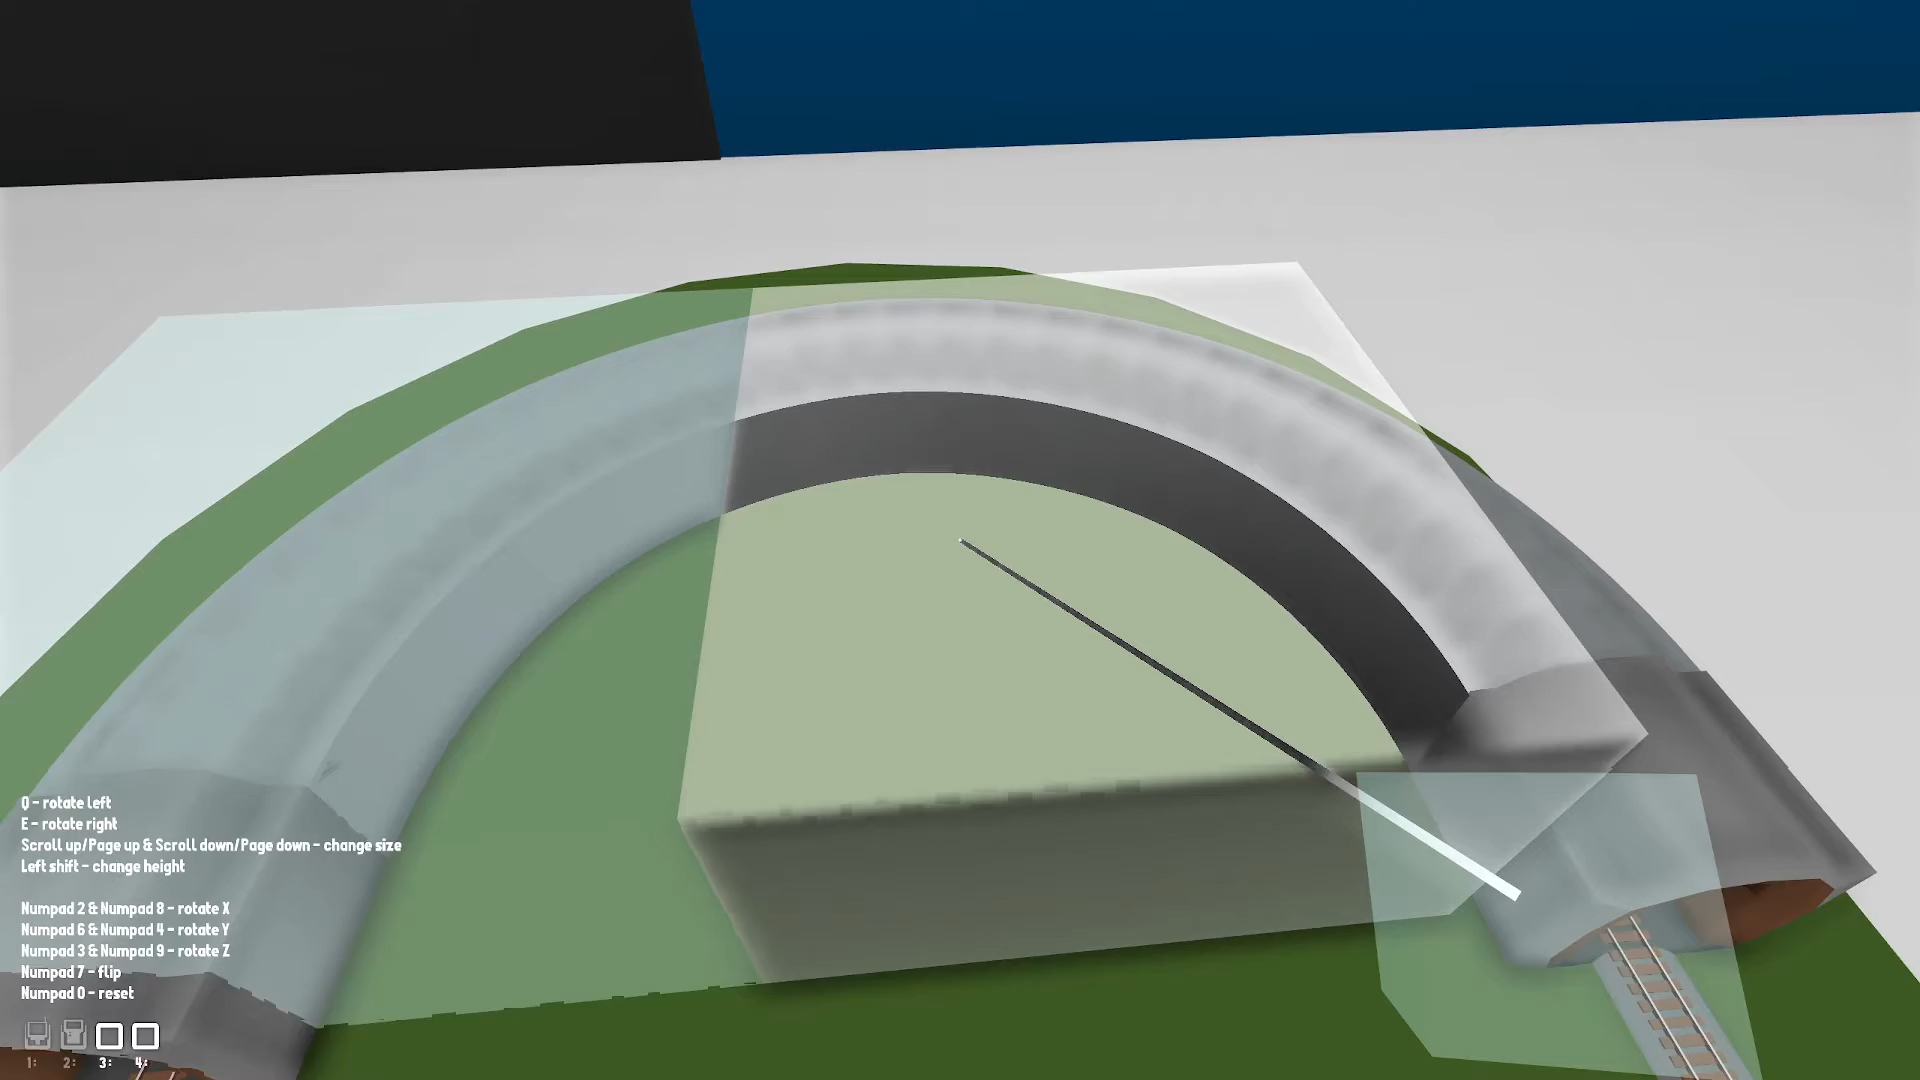 Q - rotate left
E - rotate right
Scroll up/Page up & Scroll down/Page down - change size
Left shift - change height
Numpad 2 & Numpad 8 - rotate X
Numpad 6 & Numpad 4 - rotate Y
Numpad 3 & Numpad 9 - rotate Z
Numpad 7 - flip
Numpad 0 - reset
1: 2: 3: 4: